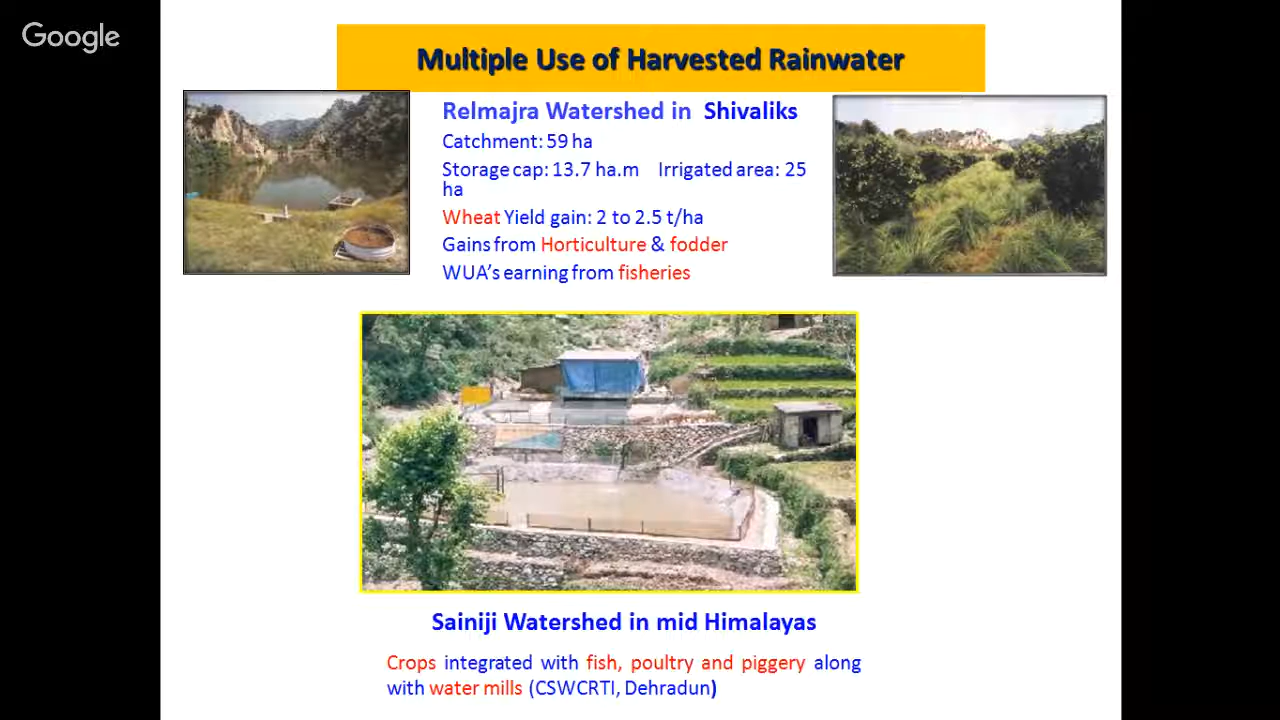 Google
Multiple Use of Harvested Rainwater
Relmajra Watershed in Shivaliks
Catchment: 59 ha
Storage cap: 13.7 ha.m Irrigated area: 25
ha
Wheat Yield gain: 2 to 2.5 t/ha
Gains from Horticulture & fodder
WUA's earning from fisheries
Sainiji Watershed in mid Himalayas
Crops integrated with fish, poultry and piggery along
with water mills (CSWCRTI, Dehradun)